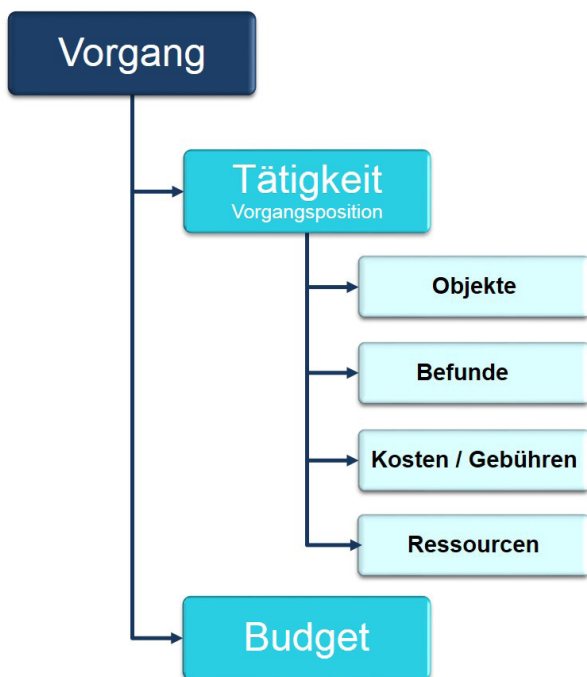 Vorgang
Tätigkeit
Vorgangsposition
Objekte
Befunde
Kosten / Gebühren
Ressourcen
Budget